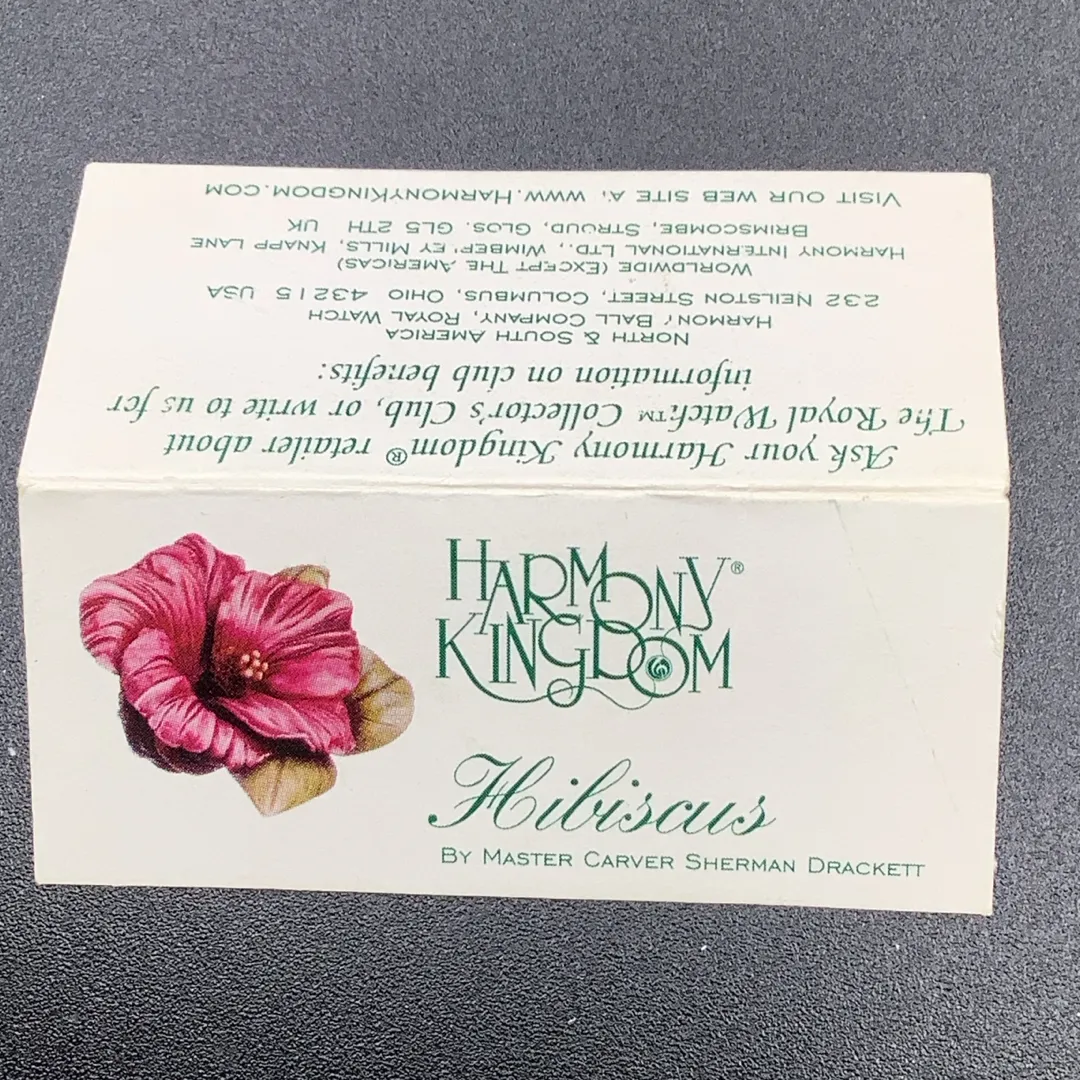 HARMONY®
KINGDOM
Hibiscus
BY MASTER CARVER SHERMAN DRACKETT
Ask your Harmony Kingdom® retailer about
The Royal Watch™ Collector's Club, or write to us for
information on club benefits:
NORTH & SOUTH AMERICA
HARMONY BALL COMPANY, ROYAL WATCH
232 NEILSTON STREET, COLUMBUS, OHIO 43215 USA
WORLDWIDE (EXCEPT THE AMERICAS)
HARMONY INTERNATIONAL LTD., WIMBERLEY MILLS, KNAPP LANE
BRIMSCOMBE, STROUD, GLOS. GL5 2TH UK
VISIT OUR WEB SITE AT WWW.HARMONYKINGDOM.COM